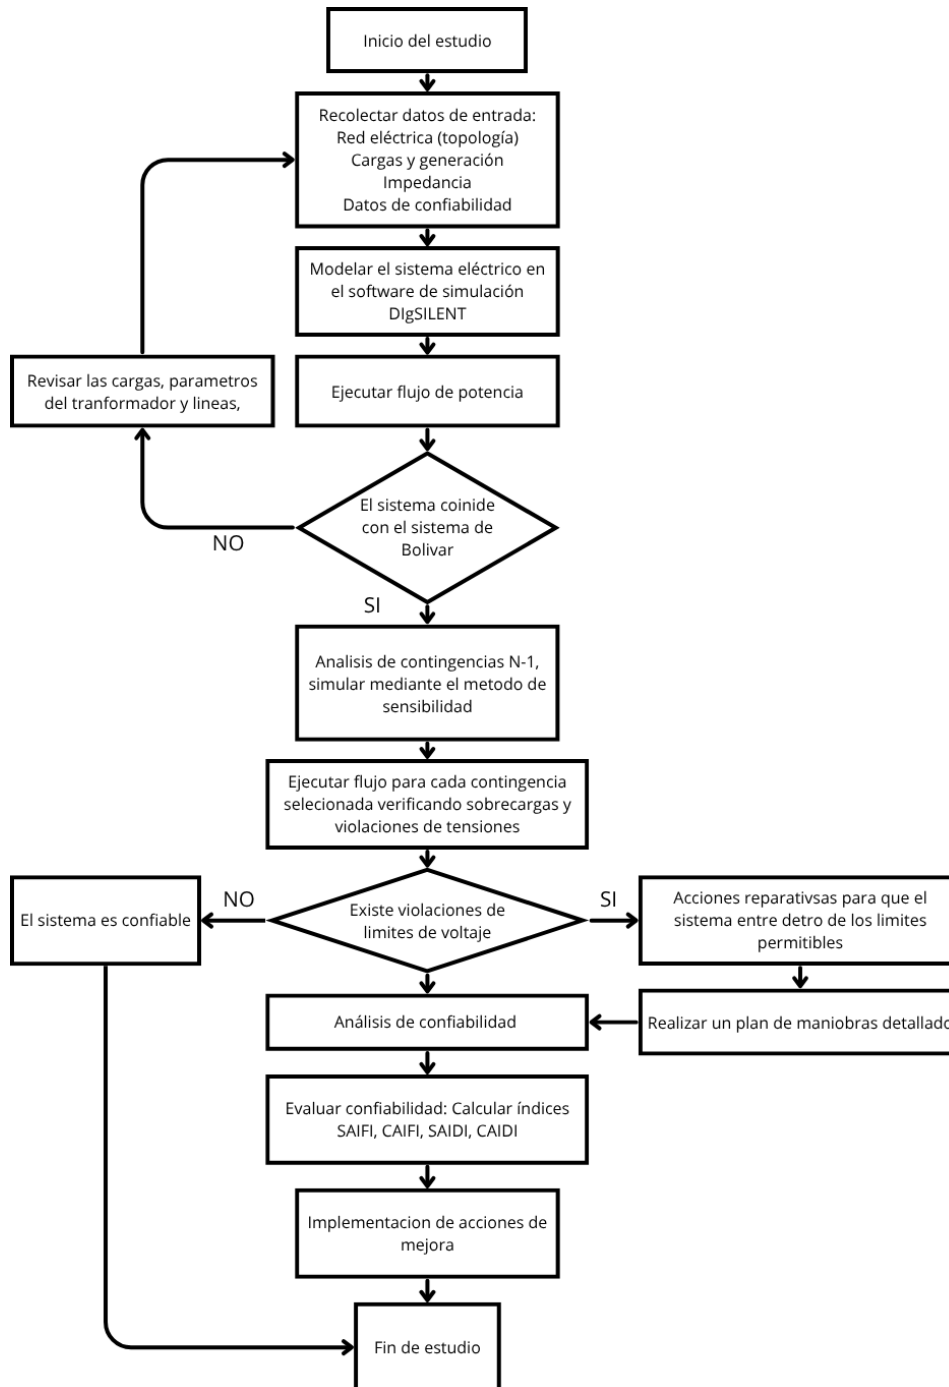 Inicio del estudio
Recolectar datos de entrada:
Red eléctrica (topología)
Cargas y generación
Impedancia
Datos de confiabilidad
Modelar el sistema eléctrico en
el software de simulación
DIgSILENT
Revisar las cargas, parametros
del tranformador y lineas,
Ejecutar flujo de potencia
El sistema coinide
con el sistema de
Bolivar
NO
SI
Analisis de contingencias N-1,
simular mediante el metodo de
sensibilidad
Ejecutar flujo para cada contingencia
selecionada verificando sobrecargas y
violaciones de tensiones
El sistema es confiable
NO
Existe violaciones de
limites de voltaje
SI
Acciones reparativsas para que el
sistema entre detro de los limites
permitibles
Análisis de confiabilidad
Realizar un plan de maniobras detallado
Evaluar confiabilidad: Calcular índices
SAIFI, CAIFI, SAIDI, CAIDI
Implementacion de acciones de
mejora
Fin de estudio